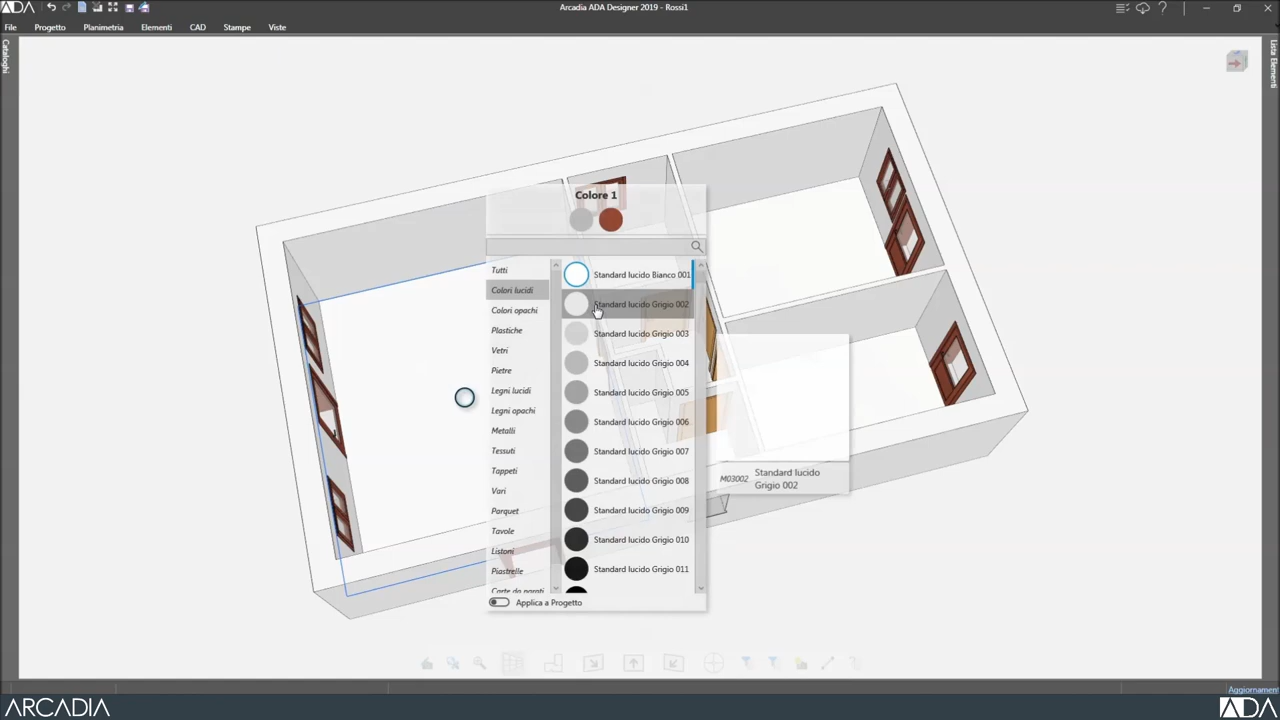 ADA
Arcadia ADA Designer 2019 - Rossi1
File
Progetto
Planimetria
Elementi
CAD
Stampe
Viste
Cataloghi
Lista Elementi
Colore 1
Tutti
Colori lucidi
Colori opachi
Plastiche
Vetri
Pietre
Legni lucidi
Legni opachi
Metalli
Tessuti
Tappeti
Vari
Porquet
Tavole
Listoni
Piastrelle
Carte da parati
Standard lucido Bianco 001
Standard lucido Grigio 002
Standard lucido Grigio 003
Standard lucido Grigio 004
Standard lucido Grigio 005
Standard lucido Grigio 006
Standard lucido Grigio 007
Standard lucido Grigio 008
Standard lucido Grigio 009
Standard lucido Grigio 010
Standard lucido Grigio 011
Applica a Progetto
M03002
Standard lucido
Grigio 002
Aggiornamen
ARCADIA
ADA